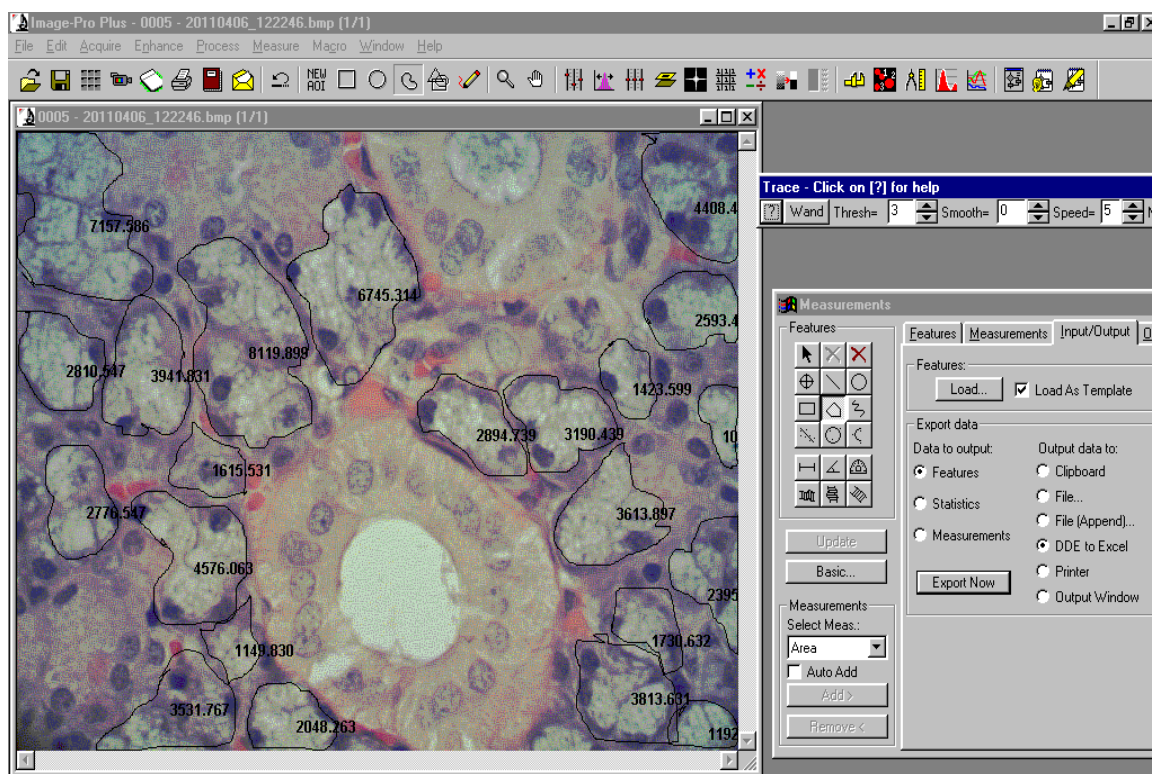 Image-Pro Plus - 0005 - 20110406_122246.bmp (1/1)
File Edit Acquire Enhance Process Measure Macro Window Help
NEW AOI
0005 - 20110406_122246.bmp (1/1)
7157.586
4408.4
6745.314
2593.4
8119.899
2810.547
3941.831
1423.599
2894.739
3190.439
10
1615.531
2776.547
3613.897
4576.063
2395
1149.830
1730.632
3531.767
3813.631
2048.263
1192
Trace - Click on [?] for help
? Wand Thresh= 3 Smooth= 0 Speed= 5
Measurements
Features
Features Measurements Input/Output
Features:
Load... Load As Template
Export data
Data to output: Output data to:
Features Clipboard
File...
Statistics
File (Append)...
Measurements DDE to Excel
Printer
Export Now
Output Window
Update
Basic...
Measurements
Select Meas.:
Area
Auto Add
Add >
Remove <